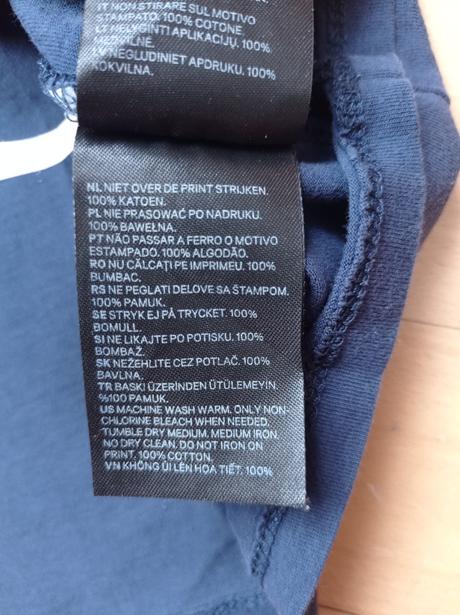 IT NON STIRARE SUL MOTIVO
STAMPATO. 100% COTONE.
LT NELYGINTI APLIKACIJŲ. 100%
MEDVILNĖ.
LV NEGLUDINIET APDRUKU. 100%
KOKVILNA.
NL NIET OVER DE PRINT STRIJKEN.
100% KATOEN.
PL NIE PRASOWAĆ PO NADRUKU.
100% BAWEŁNA.
PT NÃO PASSAR A FERRO O MOTIVO
ESTAMPADO. 100% ALGODÃO.
RO NU CĂLCAŢI PE IMPRIMEU. 100%
BUMBAC.
RS NE PEGLATI DELOVE SA ŠTAMPOM.
100% PAMUK.
SE STRYK EJ PÅ TRYCKET. 100%
BOMULL.
SI NE LIKAJTE PO POTISKU. 100%
BOMBAŽ.
SK NEŽEHLITE CEZ POTLAČ. 100%
BAVLNA.
TR BASKI ÜZERİNDEN ÜTÜLEMEYİN.
%100 PAMUK.
US MACHINE WASH WARM. ONLY NON-
CHLORINE BLEACH WHEN NEEDED.
TUMBLE DRY MEDIUM. MEDIUM IRON.
NO DRY CLEAN. DO NOT IRON ON
PRINT. 100% COTTON.
VN KHÔNG ỦI LÊN HOẠ TIẾT. 100%